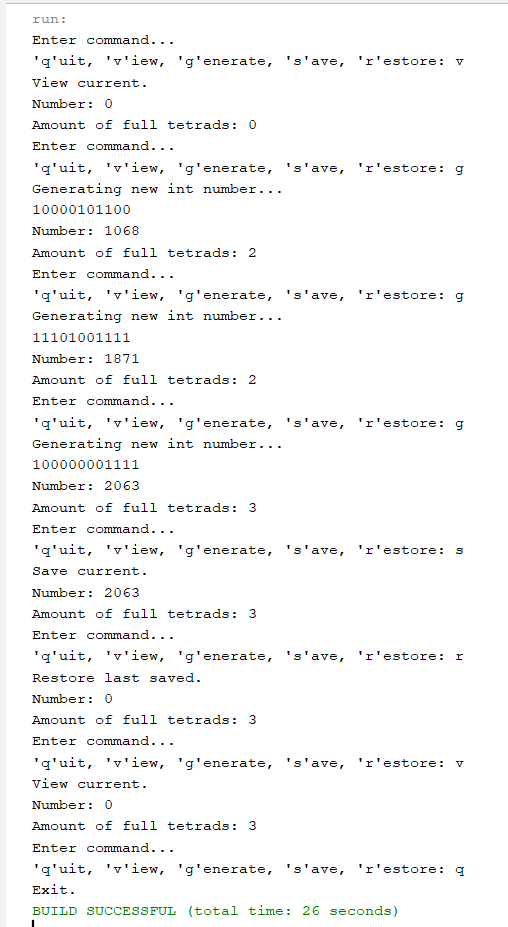 run:
Enter command...
'q'uit, 'v'iew, 'g'enerate, 's'ave, 'r'estore: v
View current.
Number: 0
Amount of full tetrads: 0
Enter command...
'q'uit, 'v'iew, 'g'enerate, 's'ave, 'r'estore: g
Generating new int number...
10000101100
Number: 1068
Amount of full tetrads: 2
Enter command...
'q'uit, 'v'iew, 'g'enerate, 's'ave, 'r'estore: g
Generating new int number...
11101001111
Number: 1871
Amount of full tetrads: 2
Enter command...
'q'uit, 'v'iew, 'g'enerate, 's'ave, 'r'estore: g
Generating new int number...
100000001111
Number: 2063
Amount of full tetrads: 3
Enter command...
'q'uit, 'v'iew, 'g'enerate, 's'ave, 'r'estore: s
Save current.
Number: 2063
Amount of full tetrads: 3
Enter command...
'q'uit, 'v'iew, 'g'enerate, 's'ave, 'r'estore: r
Restore last saved.
Number: 0
Amount of full tetrads: 3
Enter command...
'q'uit, 'v'iew, 'g'enerate, 's'ave, 'r'estore: v
View current.
Number: 0
Amount of full tetrads: 3
Enter command...
'q'uit, 'v'iew, 'g'enerate, 's'ave, 'r'estore: q
Exit.
BUILD SUCCESSFUL (total time: 26 seconds)